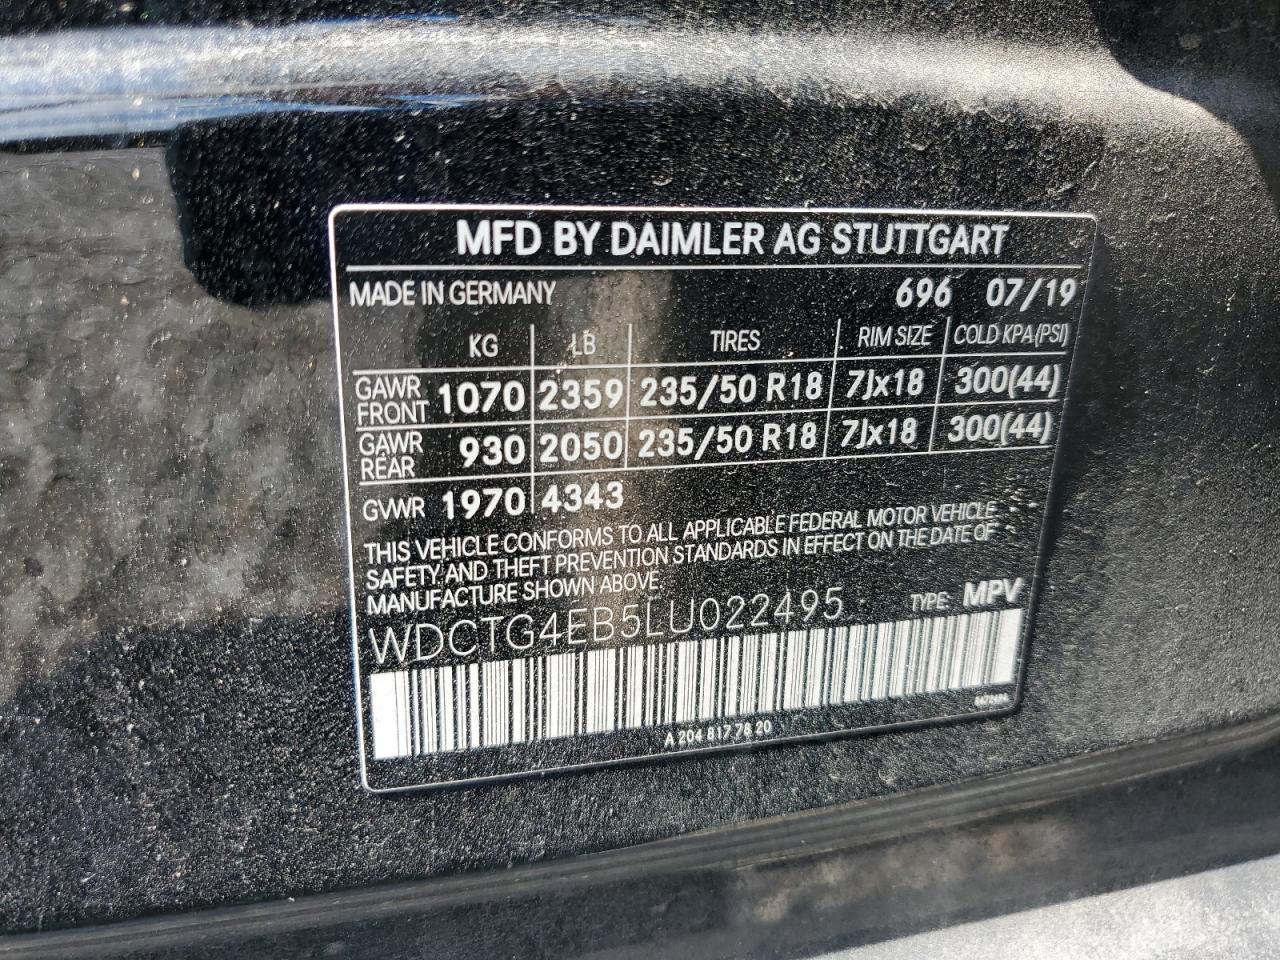 MFD BY DAIMLER AG STUTTGART
MADE IN GERMANY 696 07/19
KG LB TIRES RIM SIZE COLD KPA(PSI)
GAWR FRONT 1070 2359 235/50 R18 7Jx18 300(44)
GAWR REAR 930 2050 235/50 R18 7Jx18 300(44)
GVWR 1970 4343
THIS VEHICLE CONFORMS TO ALL APPLICABLE FEDERAL MOTOR VEHICLE
SAFETY AND THEFT PREVENTION STANDARDS IN EFFECT ON THE DATE OF
MANUFACTURE SHOWN ABOVE.
WDCTG4EB5LU022495 TYPE: MPV
A 204 817 78 20